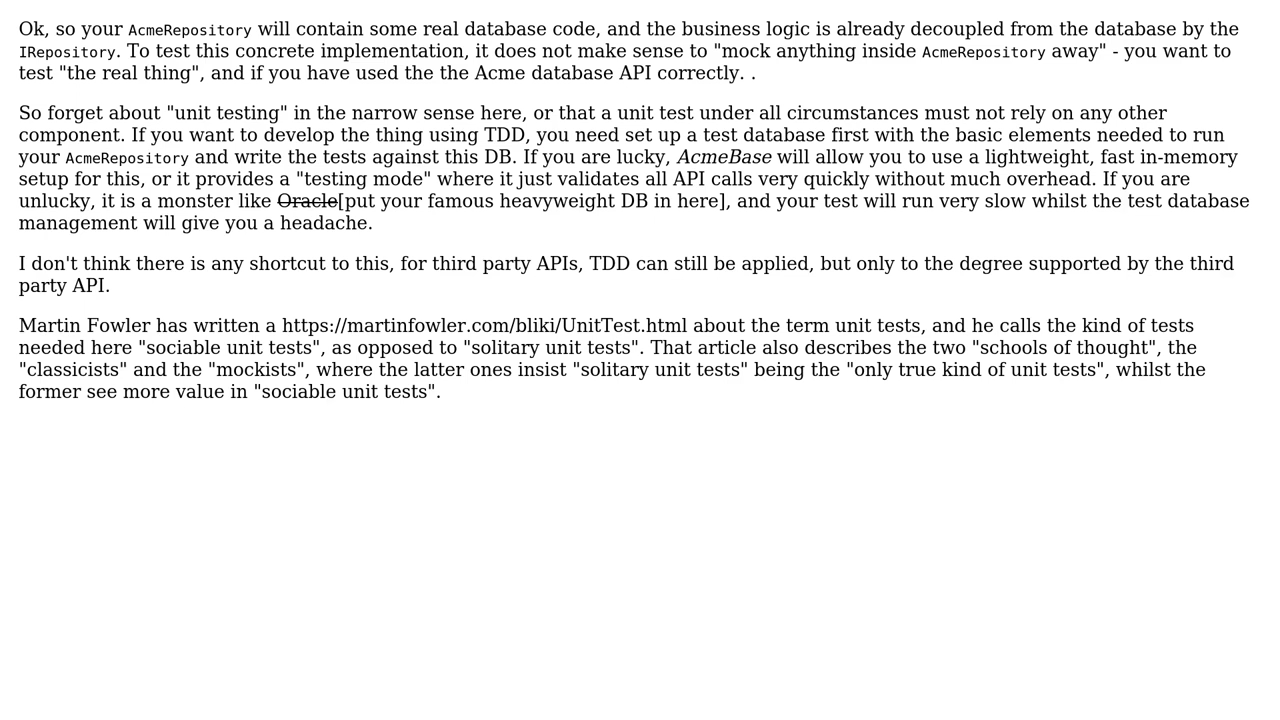 Ok, so your AcmeRepository will contain some real database code, and the business logic is already decoupled from the database by the
IRepository. To test this concrete implementation, it does not make sense to "mock anything inside AcmeRepository away" - you want to
test "the real thing", and if you have used the the Acme database API correctly. .
So forget about "unit testing" in the narrow sense here, or that a unit test under all circumstances must not rely on any other
component. If you want to develop the thing using TDD, you need set up a test database first with the basic elements needed to run
your AcmeRepository and write the tests against this DB. If you are lucky, AcmeBase will allow you to use a lightweight, fast in-memory
setup for this, or it provides a "testing mode" where it just validates all API calls very quickly without much overhead. If you are
unlucky, it is a monster like Oracle[put your famous heavyweight DB in here], and your test will run very slow whilst the test database
management will give you a headache.
I don't think there is any shortcut to this, for third party APIs, TDD can still be applied, but only to the degree supported by the third
party API.
Martin Fowler has written a https://martinfowler.com/bliki/UnitTest.html about the term unit tests, and he calls the kind of tests
needed here "sociable unit tests", as opposed to "solitary unit tests". That article also describes the two "schools of thought", the
"classicists" and the "mockists", where the latter ones insist "solitary unit tests" being the "only true kind of unit tests", whilst the
former see more value in "sociable unit tests".